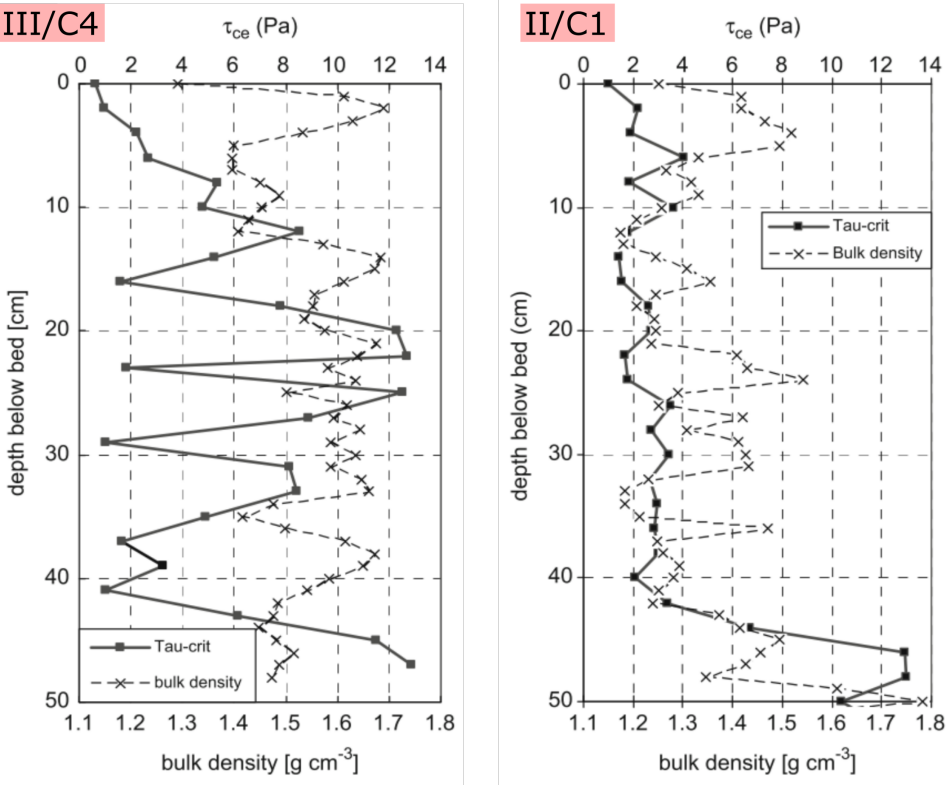 III/C4
τce (Pa)
0 2 4 6 8 10 12 14
0
10
20
30
40
50
depth below bed [cm]
Tau-crit
bulk density
1.1 1.2 1.3 1.4 1.5 1.6 1.7 1.8
bulk density [g cm-3]
II/C1
τce (Pa)
0 2 4 6 8 10 12 14
0
10
20
30
40
50
depth below bed (cm)
Tau-crit
Bulk density
1.1 1.2 1.3 1.4 1.5 1.6 1.7 1.8
bulk density [g cm-3]